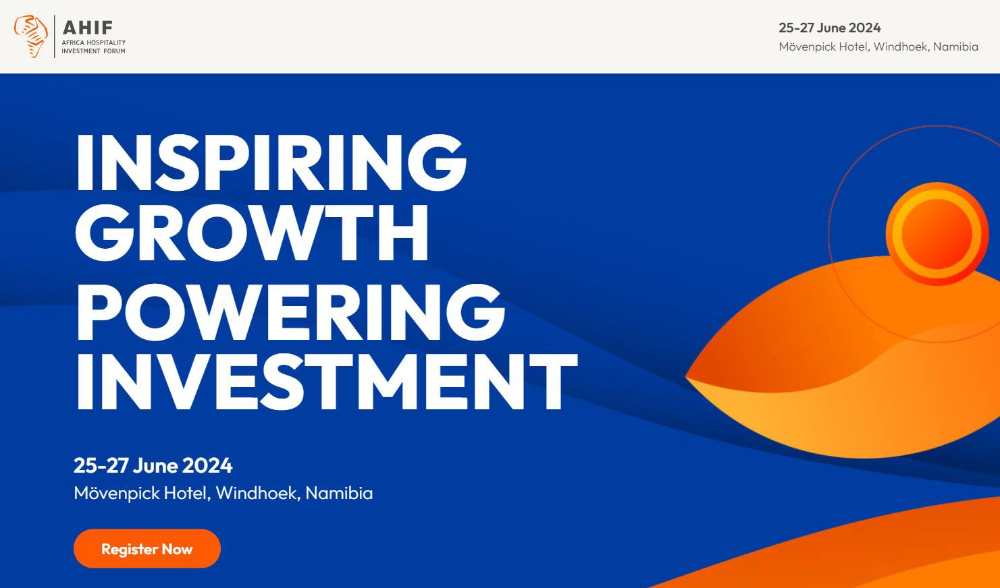 AHIF
AFRICA HOSPITALITY
INVESTMENT FORUM
25-27 June 2024
Mövenpick Hotel, Windhoek, Namibia
INSPIRING
GROWTH
POWERING
INVESTMENT
25-27 June 2024
Mövenpick Hotel, Windhoek, Namibia
Register Now